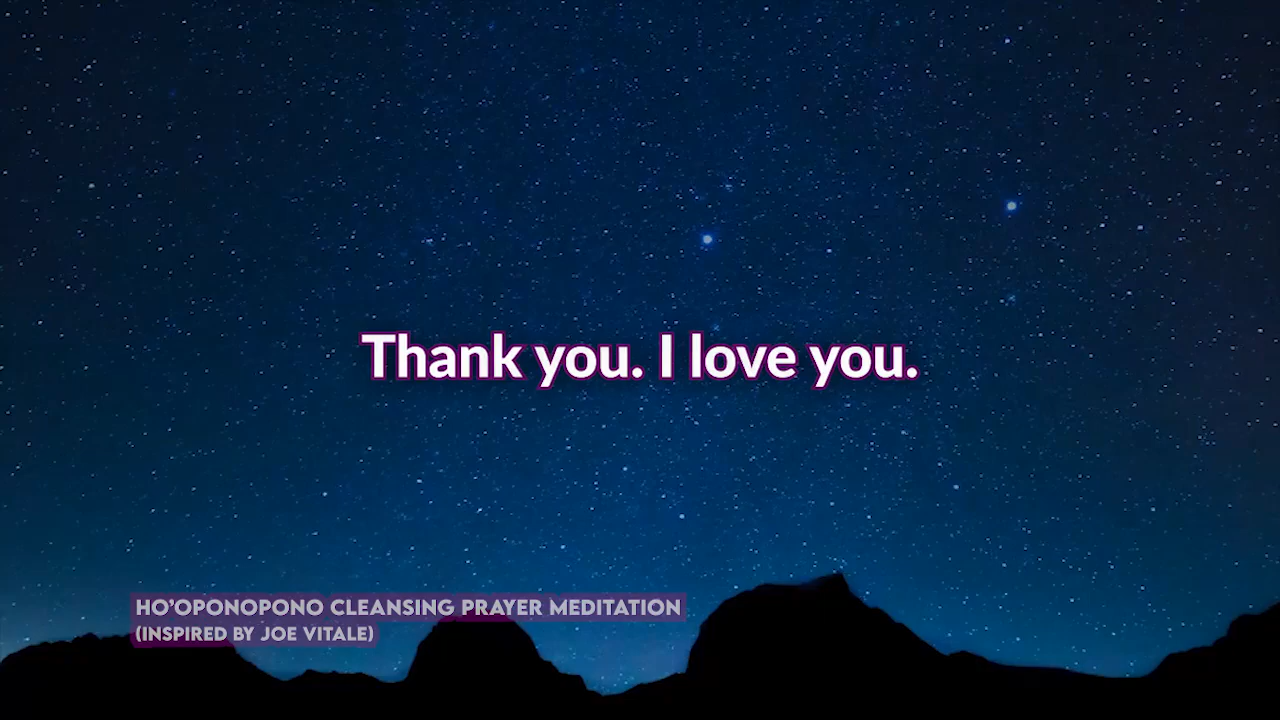 Thank you. I love you.
HO’OPONOPONO CLEANSING PRAYER MEDITATION
(INSPIRED BY JOE VITALE)